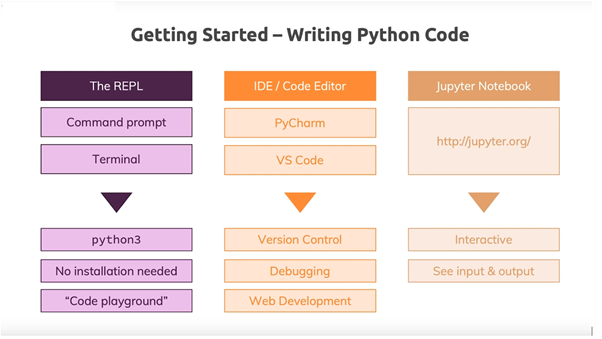 Getting Started – Writing Python Code
The REPL
Command prompt
Terminal
python3
No installation needed
“Code playground”
IDE / Code Editor
PyCharm
VS Code
Version Control
Debugging
Web Development
Jupyter Notebook
http://jupyter.org/
Interactive
See input & output